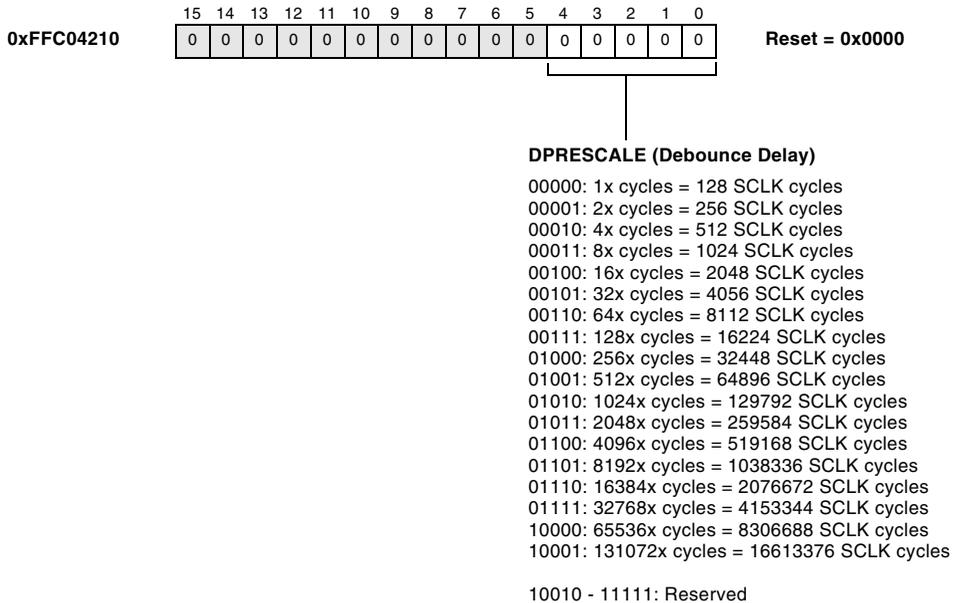 15 14 13 12 11 10 9 8 7 6 5 4 3 2 1 0
0xFFC04210 0 0 0 0 0 0 0 0 0 0 0 0 0 0 0 0 Reset = 0x0000
DPRESCALE (Debounce Delay)
00000: 1x cycles = 128 SCLK cycles
00001: 2x cycles = 256 SCLK cycles
00010: 4x cycles = 512 SCLK cycles
00011: 8x cycles = 1024 SCLK cycles
00100: 16x cycles = 2048 SCLK cycles
00101: 32x cycles = 4056 SCLK cycles
00110: 64x cycles = 8112 SCLK cycles
00111: 128x cycles = 16224 SCLK cycles
01000: 256x cycles = 32448 SCLK cycles
01001: 512x cycles = 64896 SCLK cycles
01010: 1024x cycles = 129792 SCLK cycles
01011: 2048x cycles = 259584 SCLK cycles
01100: 4096x cycles = 519168 SCLK cycles
01101: 8192x cycles = 1038336 SCLK cycles
01110: 16384x cycles = 2076672 SCLK cycles
01111: 32768x cycles = 4153344 SCLK cycles
10000: 65536x cycles = 8306688 SCLK cycles
10001: 131072x cycles = 16613376 SCLK cycles
10010 - 11111: Reserved